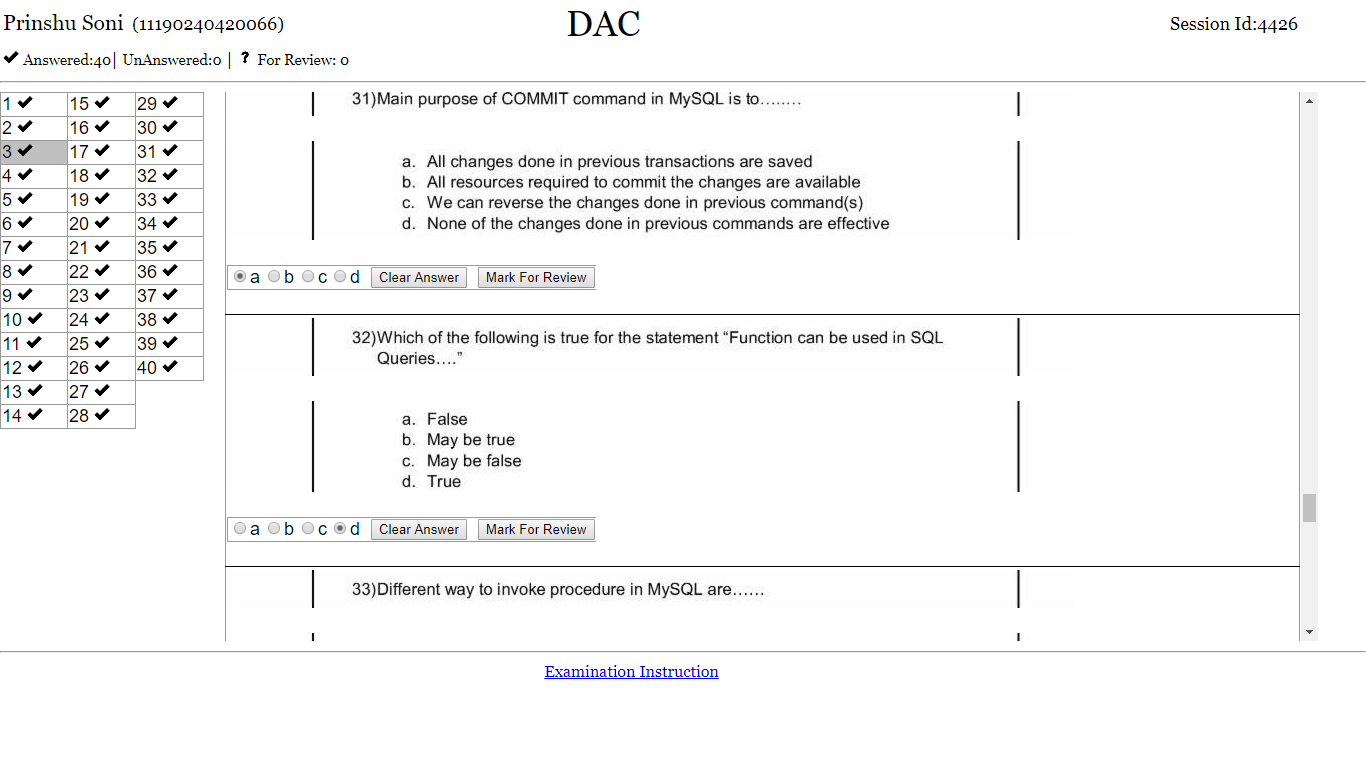 Prinshu Soni (11190240420066) DAC Session Id:4426
✔ Answered:40| UnAnswered:0 | ? For Review: 0
1 ✔ 15 ✔ 29 ✔
2 ✔ 16 ✔ 30 ✔
3 ✔ 17 ✔ 31 ✔
4 ✔ 18 ✔ 32 ✔
5 ✔ 19 ✔ 33 ✔
6 ✔ 20 ✔ 34 ✔
7 ✔ 21 ✔ 35 ✔
8 ✔ 22 ✔ 36 ✔
9 ✔ 23 ✔ 37 ✔
10 ✔ 24 ✔ 38 ✔
11 ✔ 25 ✔ 39 ✔
12 ✔ 26 ✔ 40 ✔
13 ✔ 27 ✔
14 ✔ 28 ✔
31)Main purpose of COMMIT command in MySQL is to........
a. All changes done in previous transactions are saved
b. All resources required to commit the changes are available
c. We can reverse the changes done in previous command(s)
d. None of the changes done in previous commands are effective
a b c d Clear Answer Mark For Review
32)Which of the following is true for the statement “Function can be used in SQL
Queries....”
a. False
b. May be true
c. May be false
d. True
a b c d Clear Answer Mark For Review
33)Different way to invoke procedure in MySQL are......
Examination Instruction